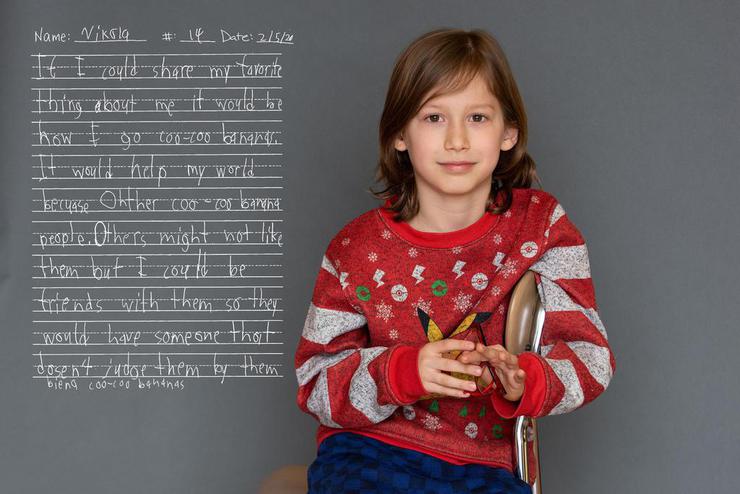 Name: Nikola #: 14 Date: 2/5/20
If I could share my favorite
thing about me it would be
how I go coo-coo bananas.
It would help my world
because Ohther coo-coo banana
people. Others might not like
them but I could be
friends with them so they
would have someone that
dosent judge them by them
bieng coo-coo bananas